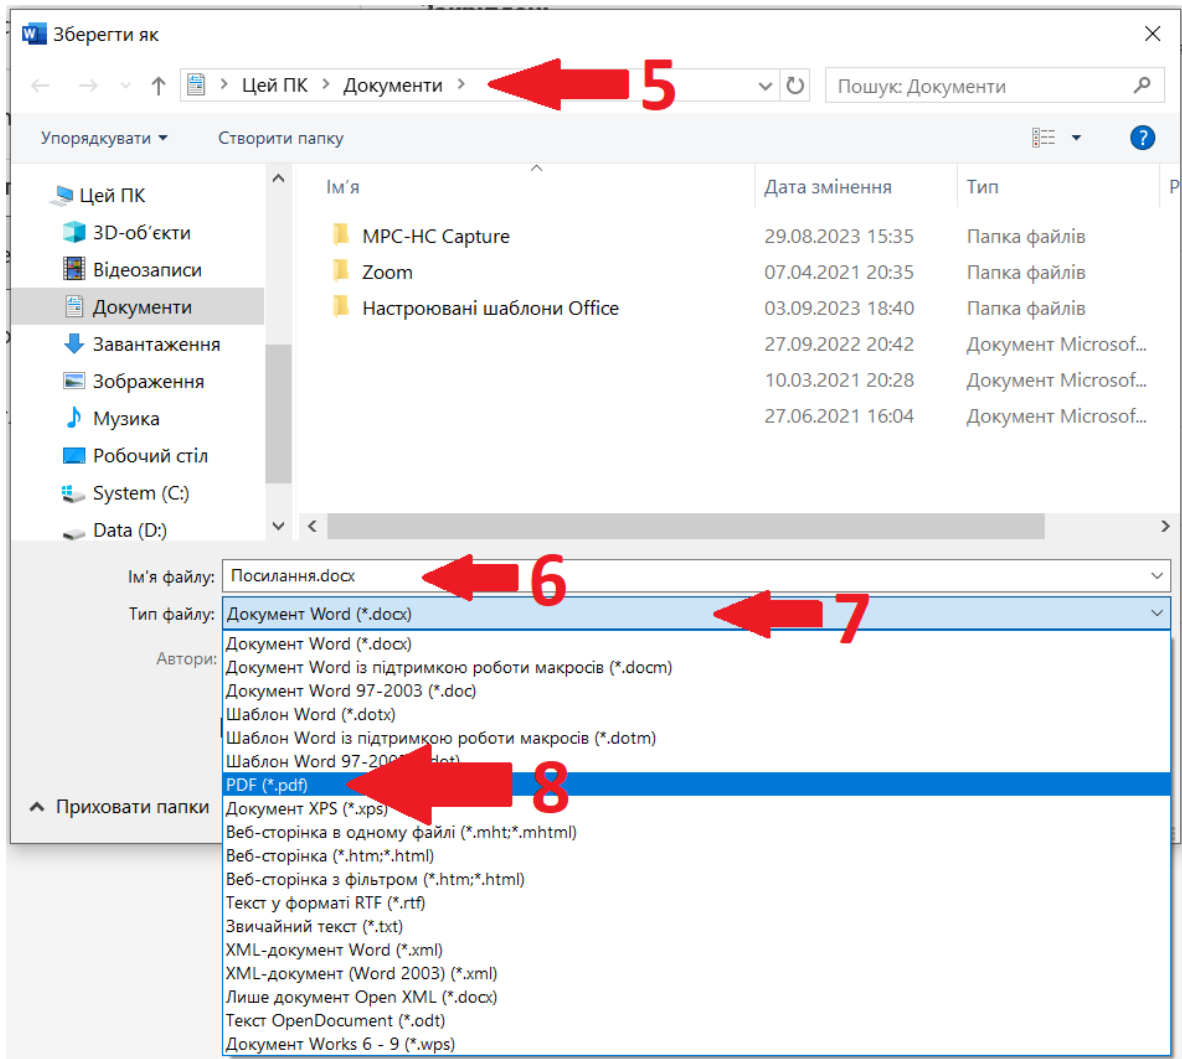 Зберегти як
Цей ПК > Документи > 5
Пошук: Документи
Упорядкувати Створити папку
Ім’я Дата змінення Тип Р
Цей ПК
3D-об’єкти
Відеозаписи
Документи
Завантаження
Зображення
Музика
Робочий стіл
System (C:)
Data (D:)
MPC-HC Capture 29.08.2023 15:35 Папка файлів
Zoom 07.04.2021 20:35 Папка файлів
Настроювані шаблони Office 03.09.2023 18:40 Папка файлів
27.09.2022 20:42 Документ Microsof...
10.03.2021 20:28 Документ Microsof...
27.06.2021 16:04 Документ Microsof...
Ім'я файлу: Посилання.docx 6
Тип файлу: Документ Word (*.docx) 7
Автори:
Документ Word (*.docx)
Документ Word із підтримкою роботи макросів (*.docm)
Документ Word 97-2003 (*.doc)
Шаблон Word (*.dotx)
Шаблон Word із підтримкою роботи макросів (*.dotm)
Шаблон Word
PDF (*.pdf) 8
Приховати папки
Документ XPS (*.xps)
Веб-сторінка в одному файлі (*.mht;*.mhtml)
Веб-сторінка (*.htm;*.html)
Веб-сторінка з фільтром (*.htm;*.html)
Текст у форматі RTF (*.rtf)
Звичайний текст (*.txt)
XML-документ Word (*.xml)
XML-документ (Word 2003) (*.xml)
Лише документ Open XML (*.docx)
Текст OpenDocument (*.odt)
Документ Works 6 - 9 (*.wps)